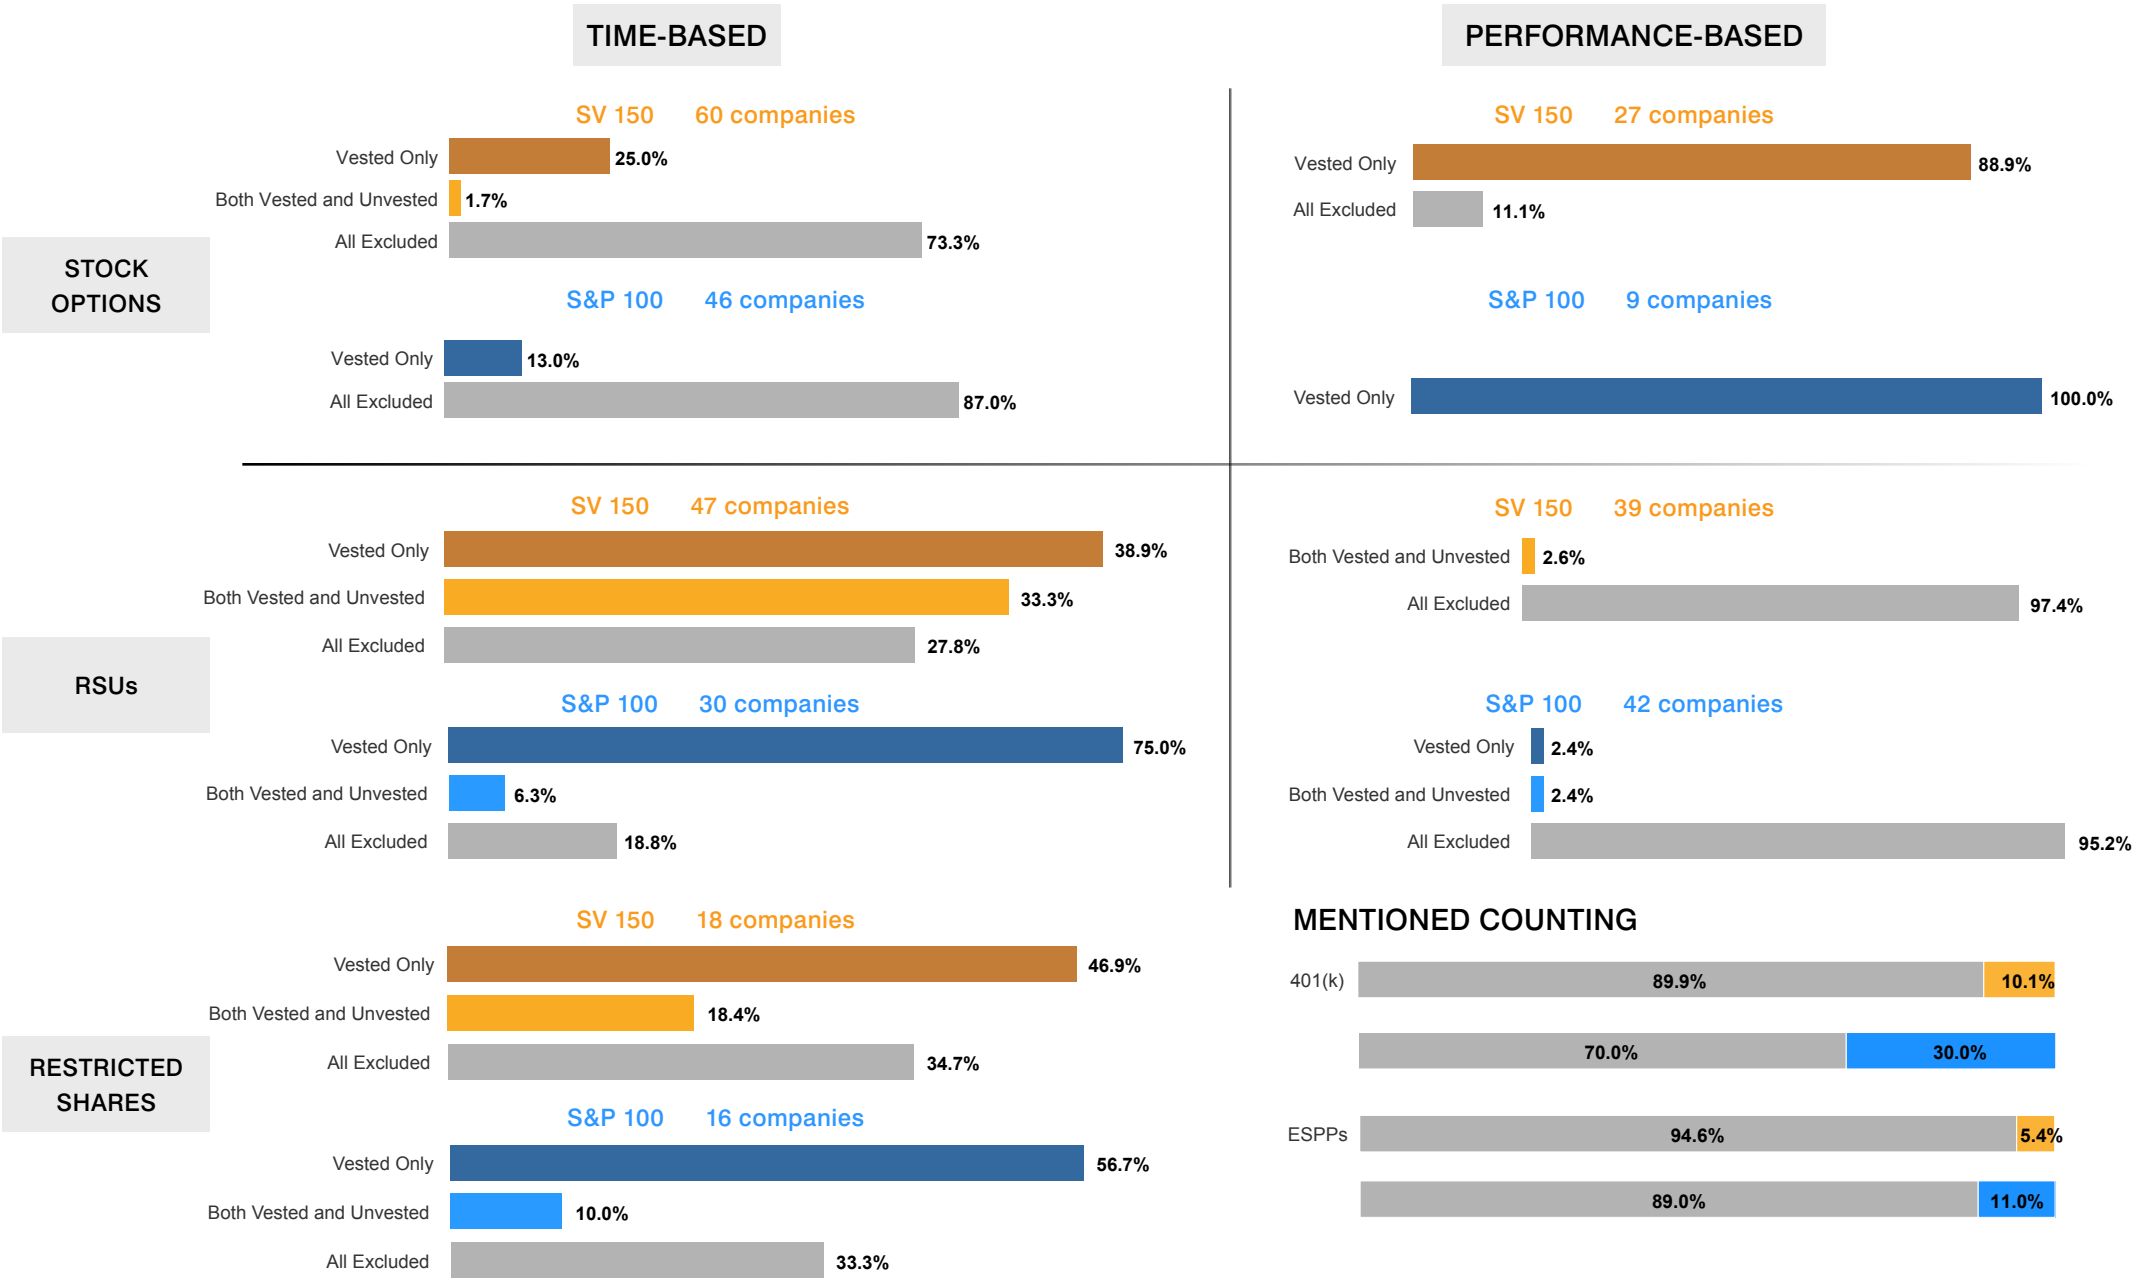 TIME-BASED
PERFORMANCE-BASED
STOCK
OPTIONS
SV 150 60 companies
Vested Only 25.0%
Both Vested and Unvested 1.7%
All Excluded 73.3%
S&P 100 46 companies
Vested Only 13.0%
All Excluded 87.0%
SV 150 27 companies
Vested Only 88.9%
All Excluded 11.1%
S&P 100 9 companies
Vested Only 100.0%
RSUs
SV 150 47 companies
Vested Only 38.9%
Both Vested and Unvested 33.3%
All Excluded 27.8%
S&P 100 30 companies
Vested Only 75.0%
Both Vested and Unvested 6.3%
All Excluded 18.8%
SV 150 39 companies
Both Vested and Unvested 2.6%
All Excluded 97.4%
S&P 100 42 companies
Vested Only 2.4%
Both Vested and Unvested 2.4%
All Excluded 95.2%
RESTRICTED
SHARES
SV 150 18 companies
Vested Only 46.9%
Both Vested and Unvested 18.4%
All Excluded 34.7%
S&P 100 16 companies
Vested Only 56.7%
Both Vested and Unvested 10.0%
All Excluded 33.3%
MENTIONED COUNTING
401(k) 89.9% 10.1%
70.0% 30.0%
ESPPs 94.6% 5.4%
89.0% 11.0%